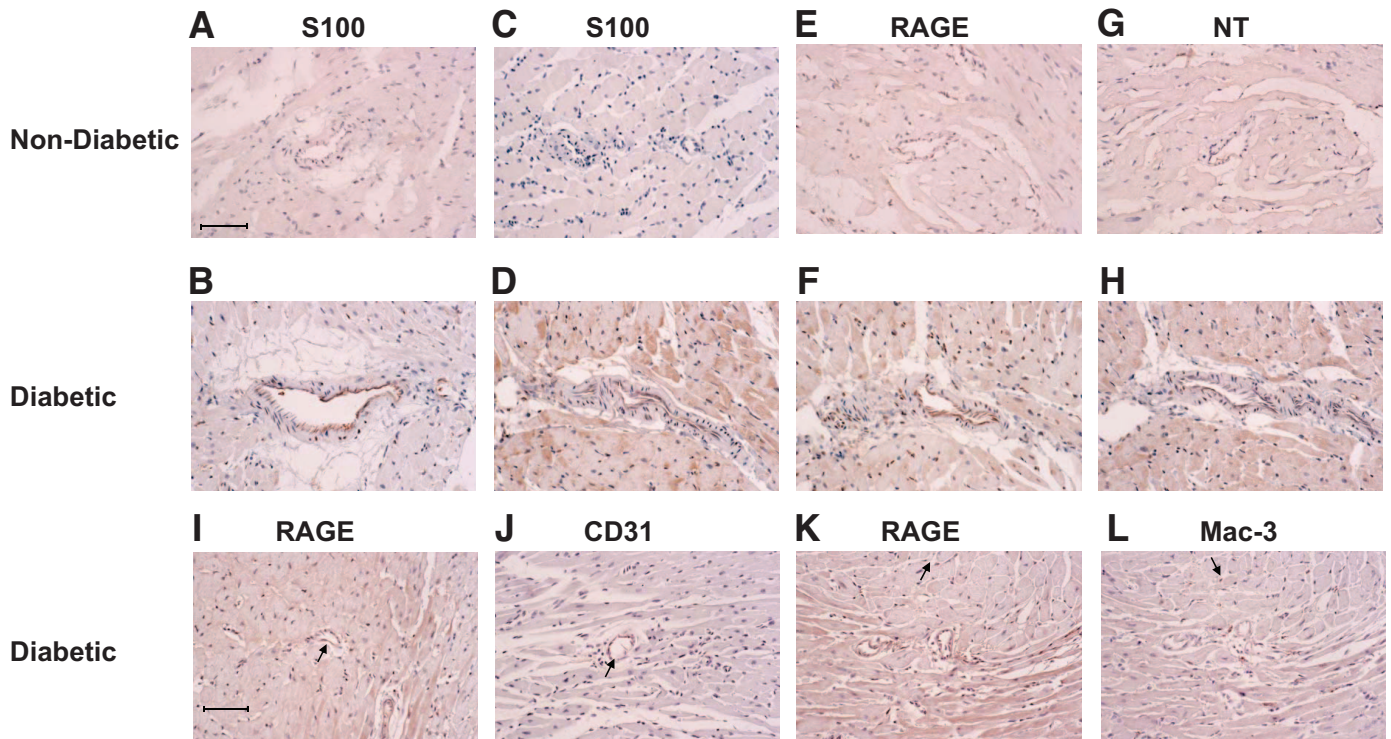 A S100 C S100 E RAGE G NT
Non-Diabetic
B D F H
Diabetic
I RAGE J CD31 K RAGE L Mac-3
Diabetic